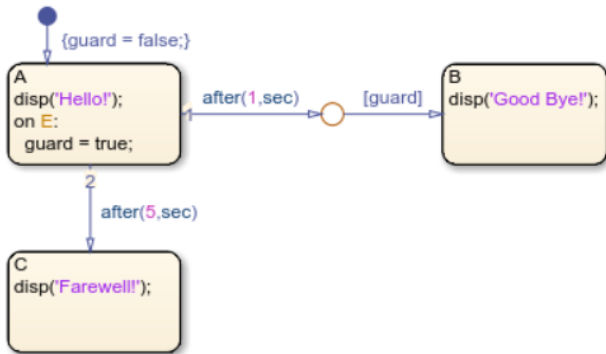 {guard = false;}
A
disp('Hello!');
on E:
guard = true;
1
after(1,sec)
[guard]
B
disp('Good Bye!');
2
after(5,sec)
C
disp('Farewell!');